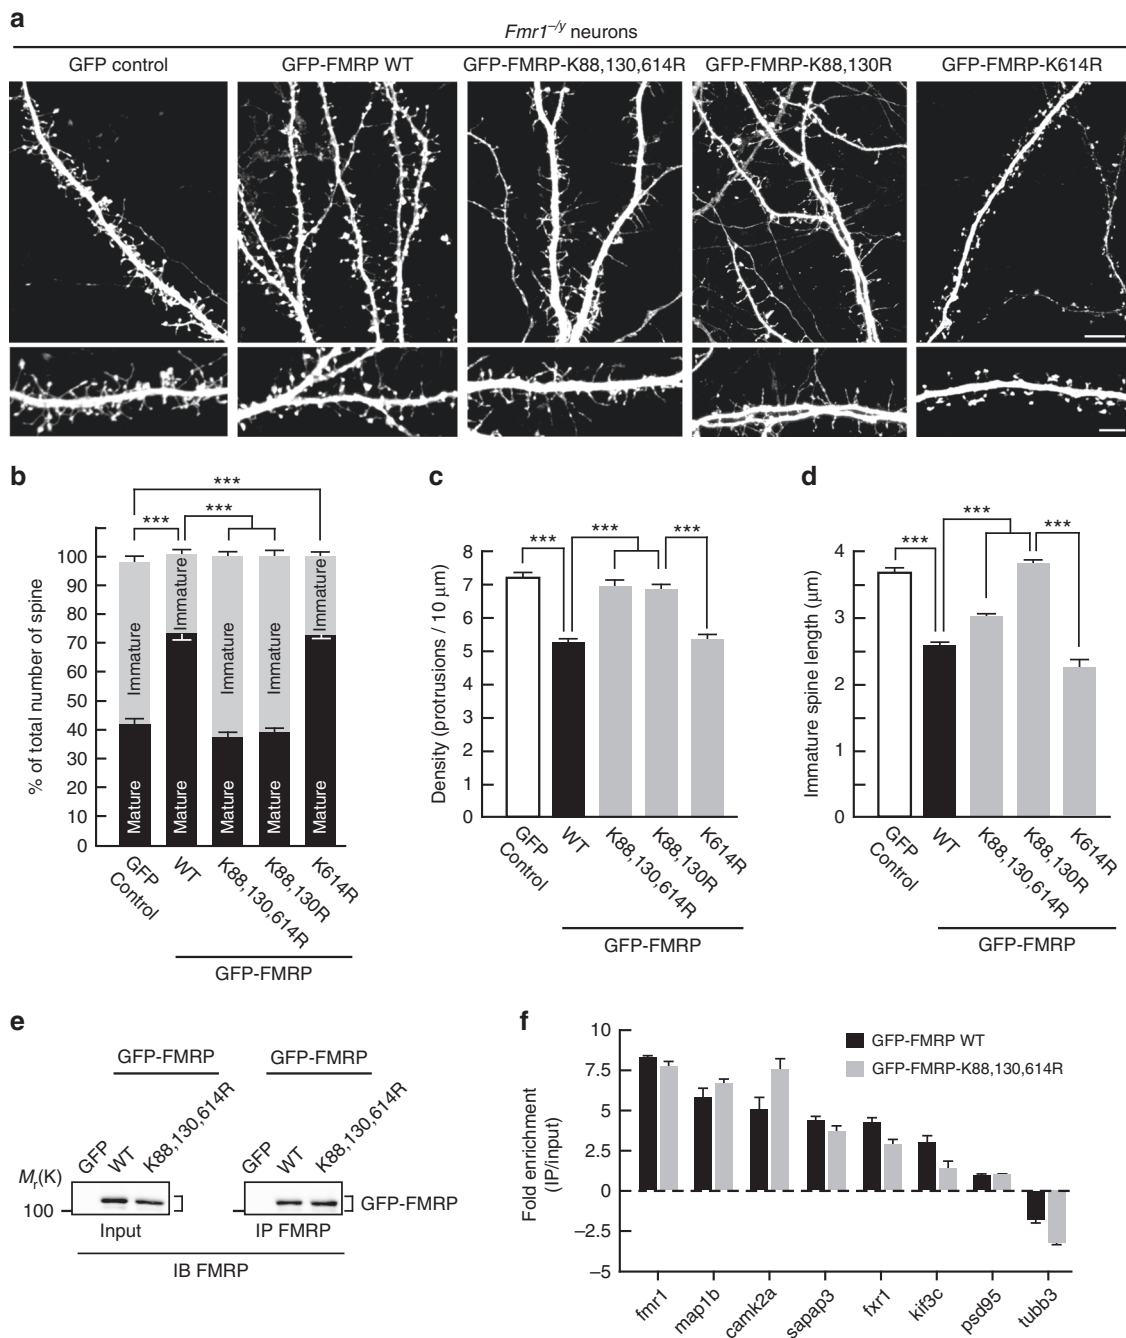 a
Fmr1–/y neurons
GFP control
GFP-FMRP WT
GFP-FMRP-K88,130,614R
GFP-FMRP-K88,130R
GFP-FMRP-K614R
b
% of total number of spine
100
90
80
70
60
50
40
30
20
10
0
***
***
***
Immature
Immature
Immature
Immature
Immature
Mature
Mature
Mature
Mature
Mature
GFP Control
WT
K88,130,614R
K88,130R
K614R
GFP-FMRP
c
Density (protrusions / 10 μm)
8
7
6
5
4
3
2
1
0
***
***
***
GFP Control
WT
K88,130,614R
K88,130R
K614R
GFP-FMRP
d
Immature spine length (μm)
4
3
2
1
0
***
***
***
GFP Control
WT
K88,130,614R
K88,130R
K614R
GFP-FMRP
e
GFP-FMRP
GFP-FMRP
GFP
WT
K88,130,614R
GFP
WT
K88,130,614R
Mr(K)
100
GFP-FMRP
Input
IP FMRP
IB FMRP
f
Fold enrichment
(IP/input)
10
7.5
5
2.5
0
–2.5
–5
GFP-FMRP WT
GFP-FMRP-K88,130,614R
fmr1
map1b
camk2a
sapap3
fxr1
kif3c
psd95
tubb3